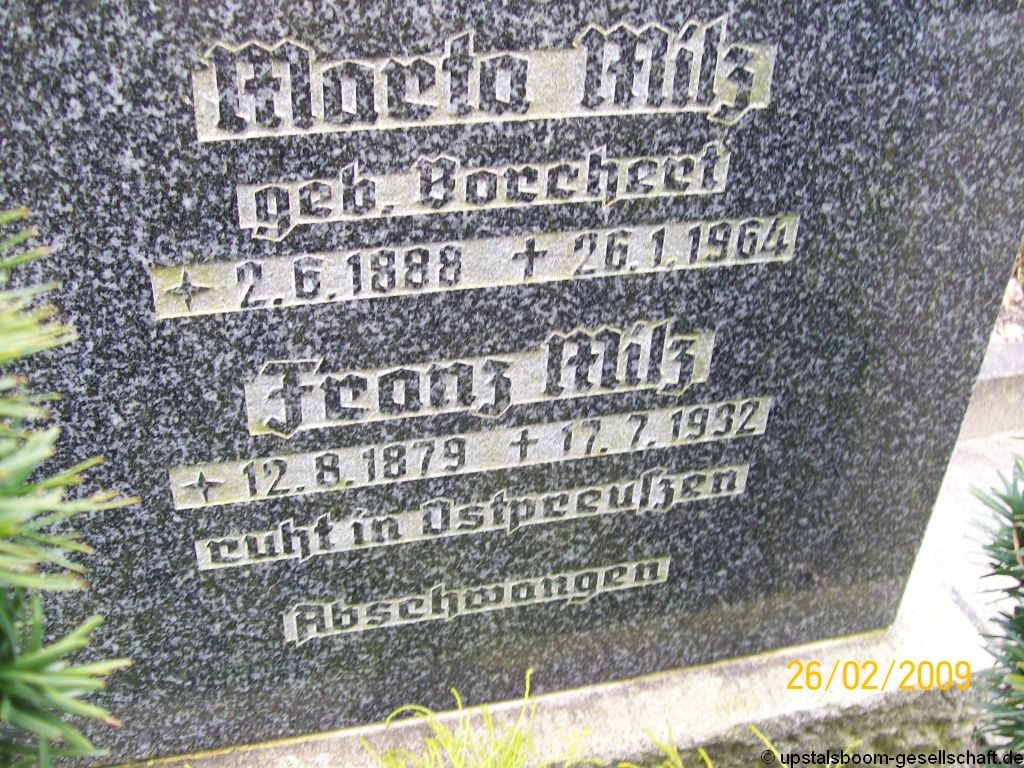 Marta Milz
geb. Borchert
2.6.1888 † 26.1.1964
Franz Milz
12.8.1879 † 17.7.1932
ruht in Ostpreußen
Abschwangen
26/02/2009
© upstalsboom-gesellschaft.de